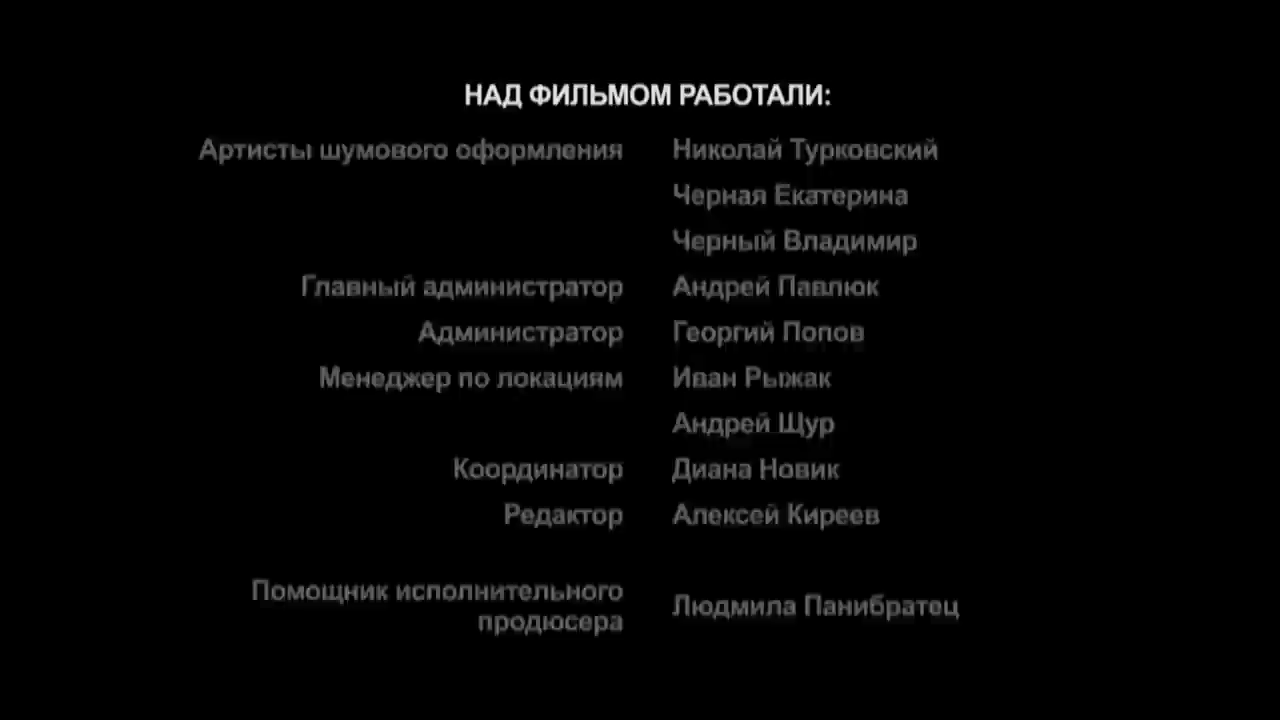 НАД ФИЛЬМОМ РАБОТАЛИ:
Артисты шумового оформления Николай Турковский
Черная Екатерина
Черный Владимир
Главный администратор Андрей Павлюк
Администратор Георгий Попов
Менеджер по локациям Иван Рыжак
Андрей Щур
Координатор Диана Новик
Редактор Алексей Киреев
Помощник исполнительного
продюсера Людмила Панибратец